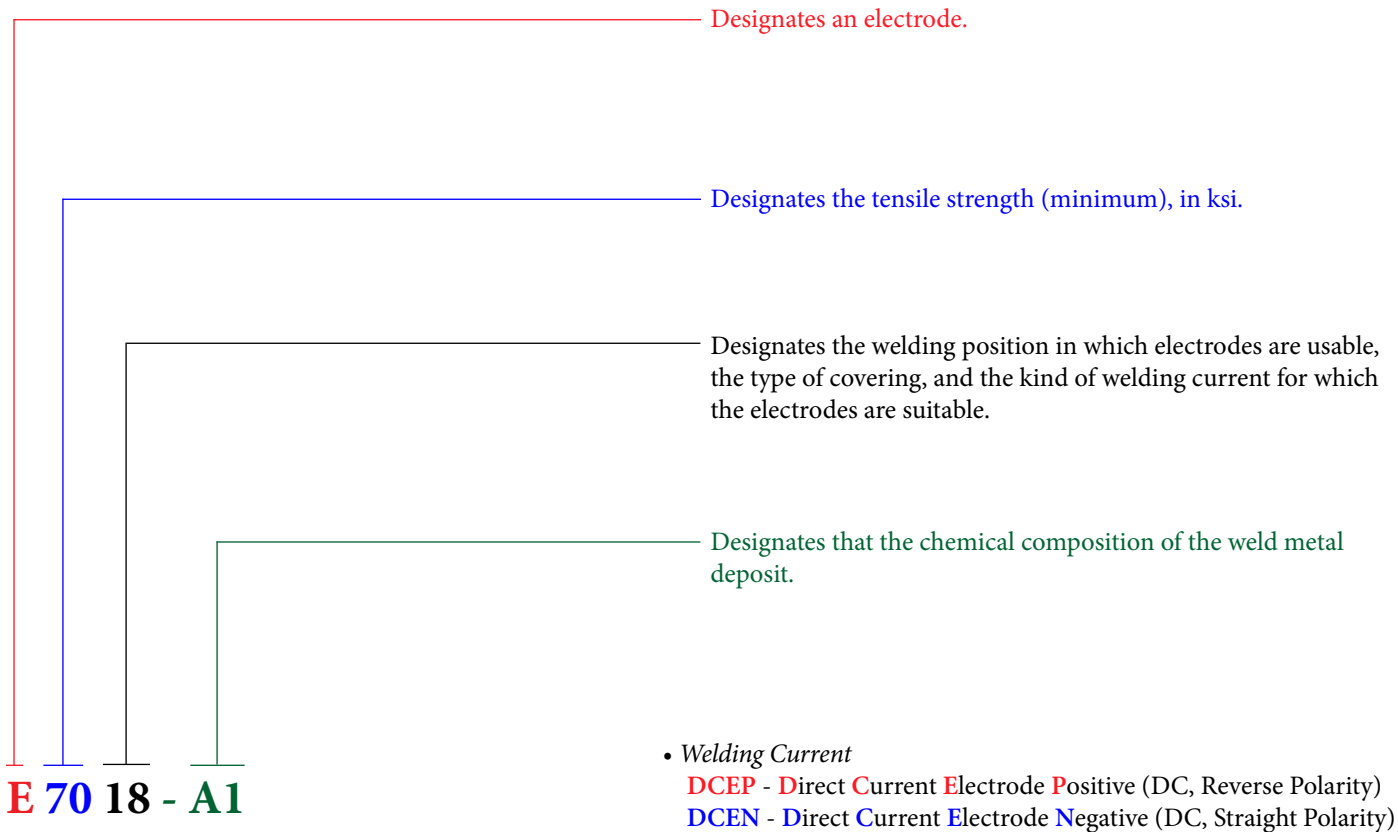 Designates an electrode.
Designates the tensile strength (minimum), in ksi.
Designates the welding position in which electrodes are usable,
the type of covering, and the kind of welding current for which
the electrodes are suitable.
Designates that the chemical composition of the weld metal
deposit.
E 70 18 - A1
• Welding Current
DCEP - Direct Current Electrode Positive (DC, Reverse Polarity)
DCEN - Direct Current Electrode Negative (DC, Straight Polarity)